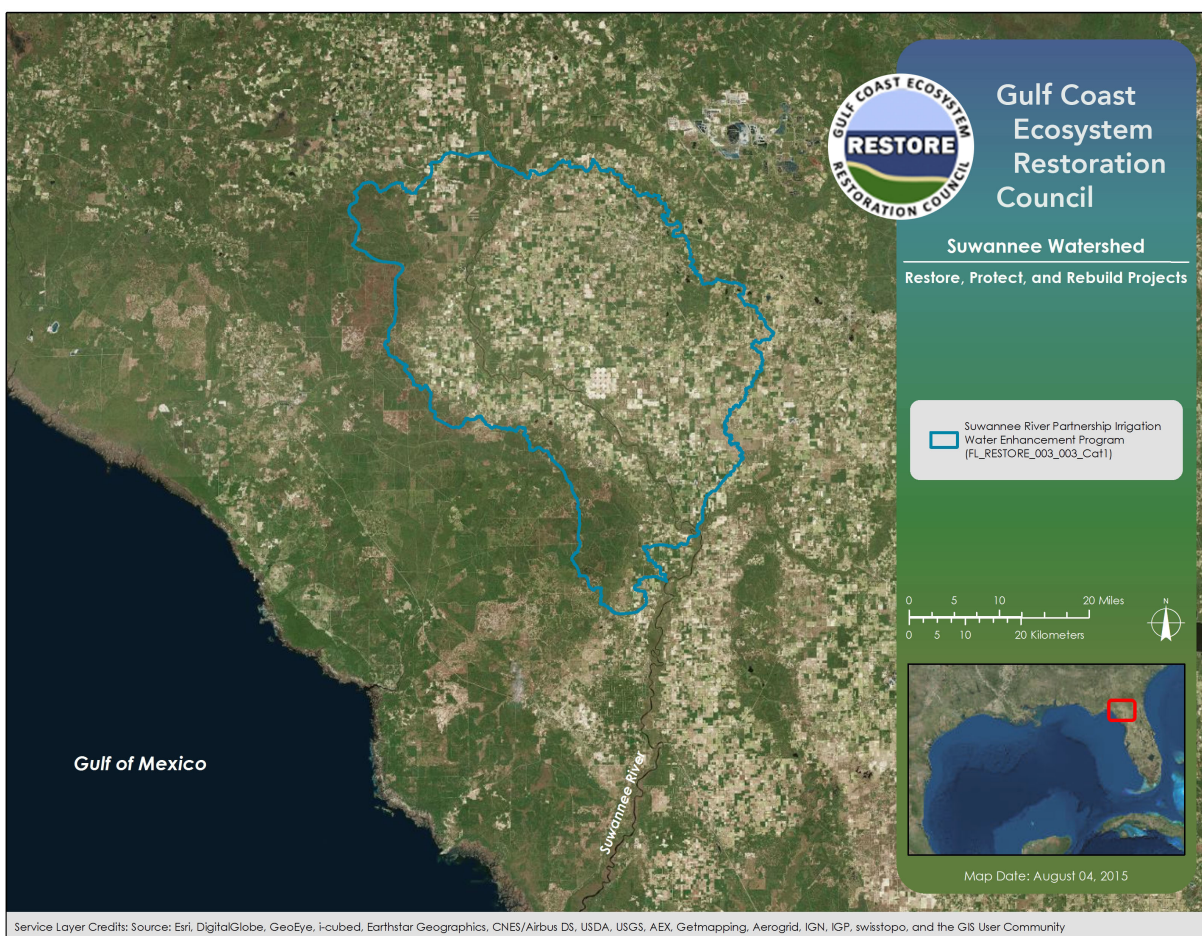 GULF COAST ECOSYSTEM
RESTORE
RESTORATION COUNCIL
Gulf Coast
Ecosystem
Restoration
Council
Suwannee Watershed
Restore, Protect, and Rebuild Projects
Suwannee River Partnership Irrigation
Water Enhancement Program
(FL_RESTORE_003_003_Cat1)
0 5 10 20 Miles
0 5 10 20 Kilometers
N
Gulf of Mexico
Suwannee River
Map Date: August 04, 2015
Service Layer Credits: Source: Esri, DigitalGlobe, GeoEye, i-cubed, Earthstar Geographics, CNES/Airbus DS, USDA, USGS, AEX, Getmapping, Aerogrid, IGN, IGP, swisstopo, and the GIS User Community